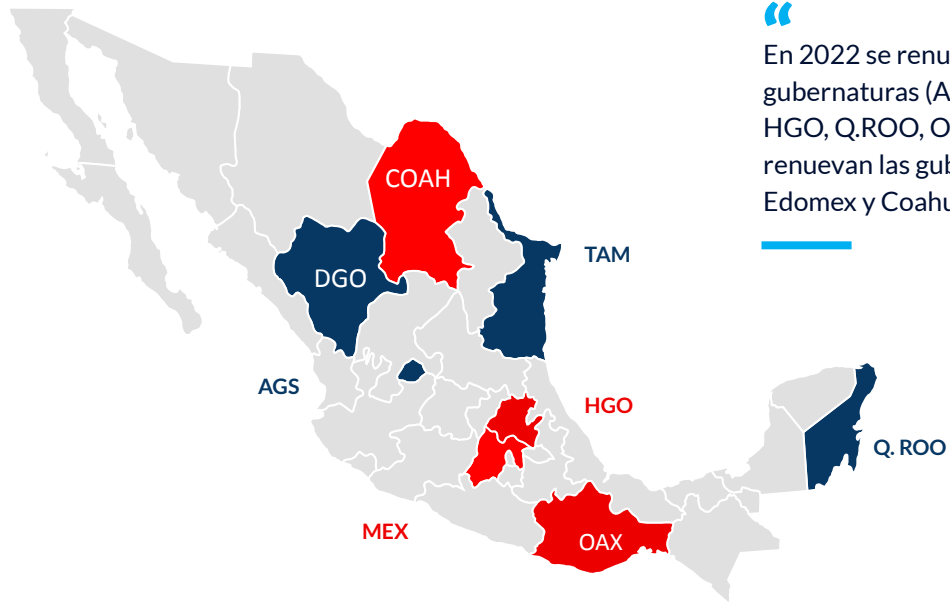 “
En 2022 se renu
gubernaturas (A
HGO, Q.ROO, O
renuevan las gub
Edomex y Coahu
COAH
TAM
DGO
AGS
HGO
Q. ROO
MEX
OAX